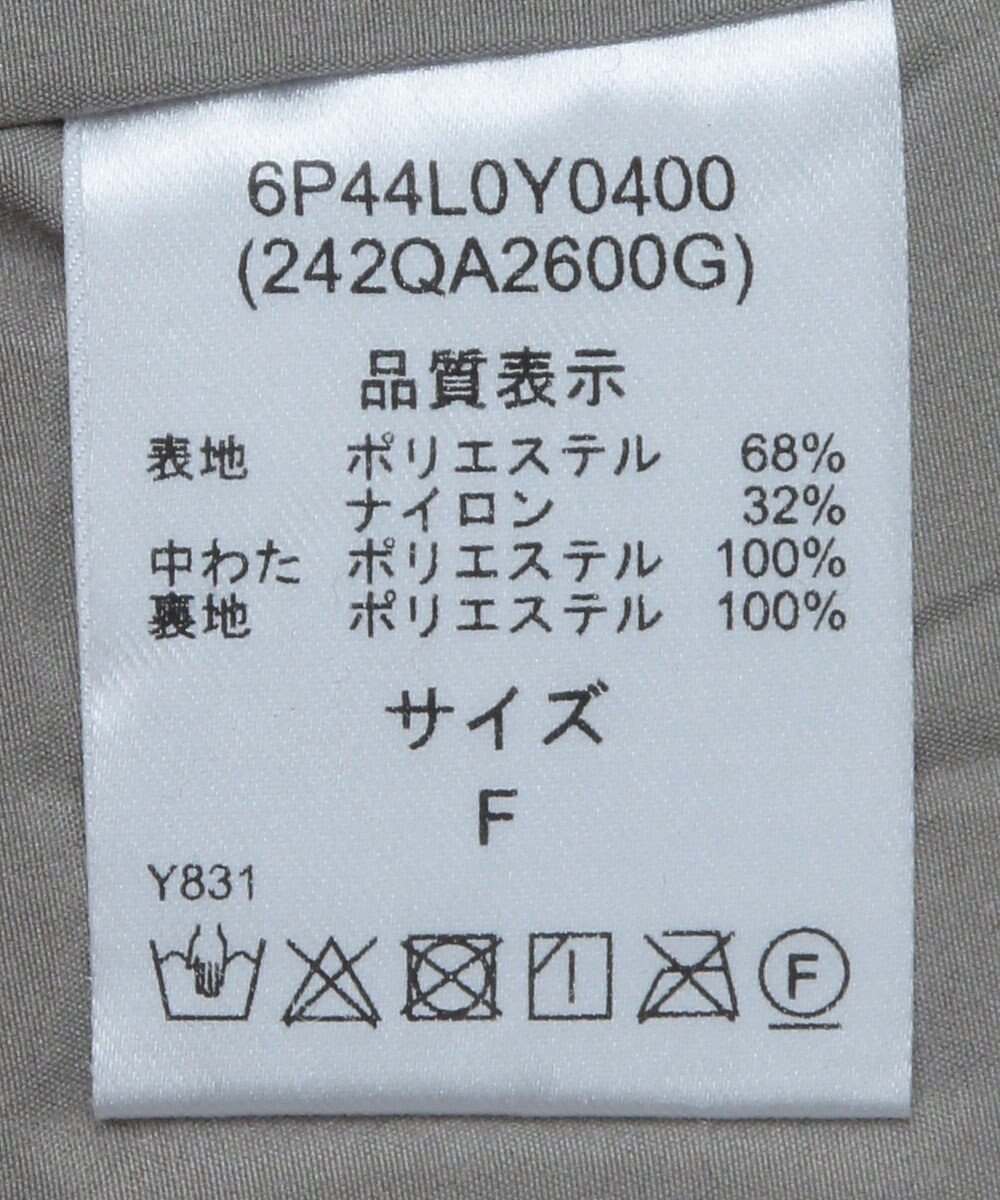 6P44L0Y0400
(242QA2600G)
品質表示
表地 ポリエステル 68%
ナイロン 32%
中わた ポリエステル 100%
裏地 ポリエステル 100%
サイズ
F
Y831
F